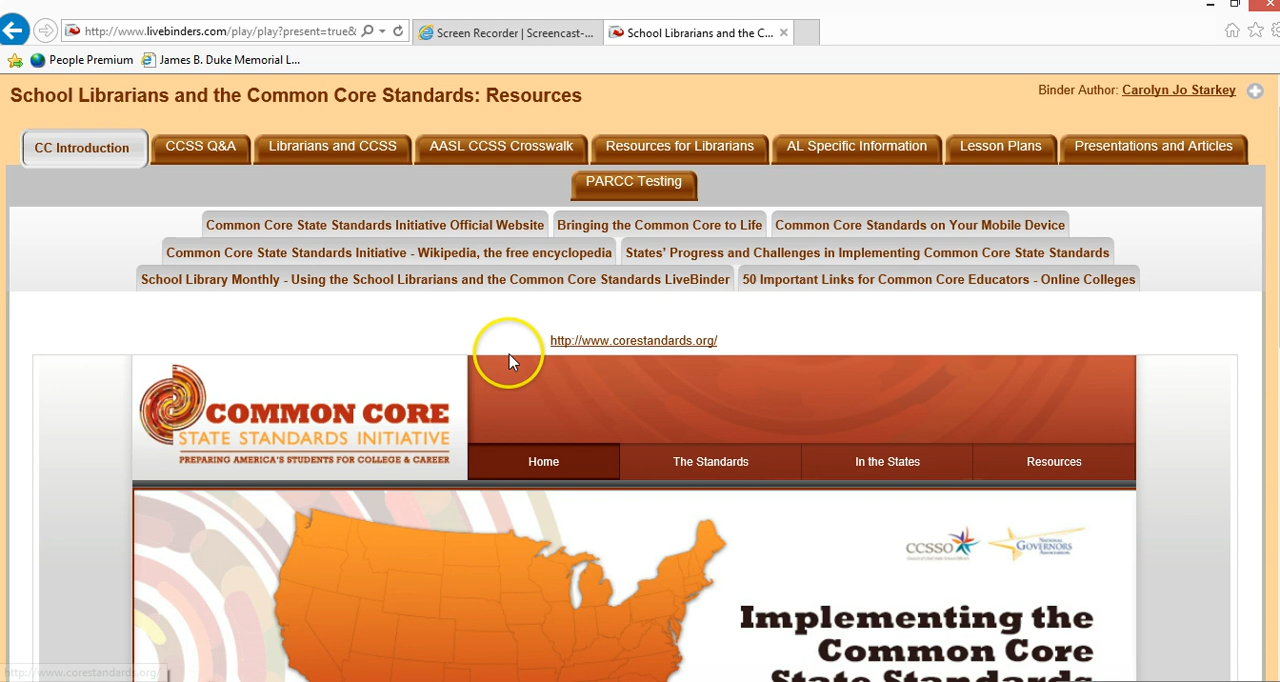 http://www.livebinders.com/play/play?present=true&
Screen Recorder | Screencast-...
School Librarians and the C...
People Premium
James B. Duke Memorial L...
School Librarians and the Common Core Standards: Resources
Binder Author: Carolyn Jo Starkey
CC Introduction
CCSS Q&A
Librarians and CCSS
AASL CCSS Crosswalk
Resources for Librarians
AL Specific Information
Lesson Plans
Presentations and Articles
PARCC Testing
Common Core State Standards Initiative Official Website
Bringing the Common Core to Life
Common Core Standards on Your Mobile Device
Common Core State Standards Initiative - Wikipedia, the free encyclopedia
States' Progress and Challenges in Implementing Common Core State Standards
School Library Monthly - Using the School Librarians and the Common Core Standards LiveBinder
50 Important Links for Common Core Educators - Online Colleges
http://www.corestandards.org/
COMMON CORE
STATE STANDARDS INITIATIVE
PREPARING AMERICA'S STUDENTS FOR COLLEGE & CAREER
Home
The Standards
In the States
Resources
CCSSO
NATIONAL
GOVERNORS
ASSOCIATION
Implementing the
Common Core
State Standards
http://www.corestandards.org/